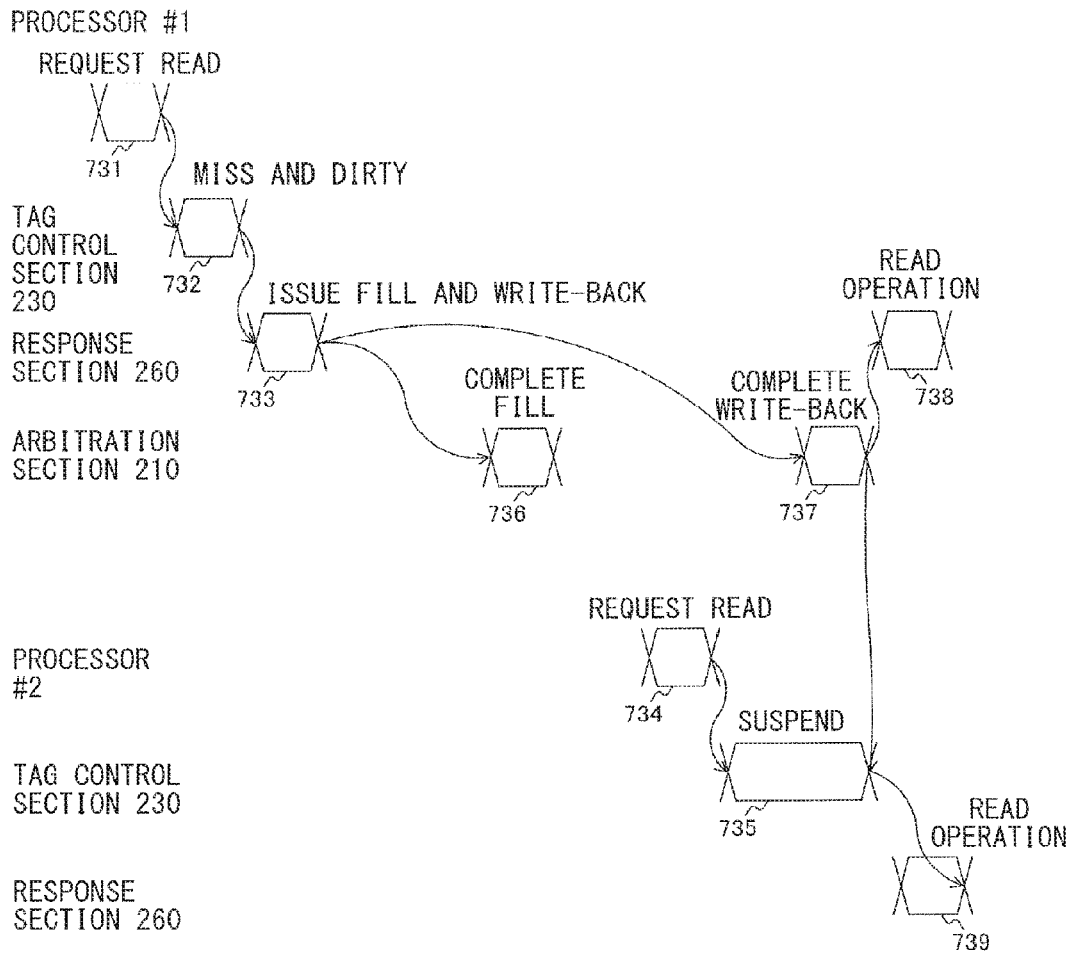 PROCESSOR #1
REQUEST READ
731
MISS AND DIRTY
TAG
CONTROL
SECTION
230
732
ISSUE FILL AND WRITE-BACK
READ
OPERATION
RESPONSE
SECTION 260
733
738
COMPLETE
FILL
COMPLETE
WRITE-BACK
ARBITRATION
SECTION 210
736
737
REQUEST READ
PROCESSOR
#2
734
SUSPEND
TAG CONTROL
SECTION 230
735
READ
OPERATION
RESPONSE
SECTION 260
739